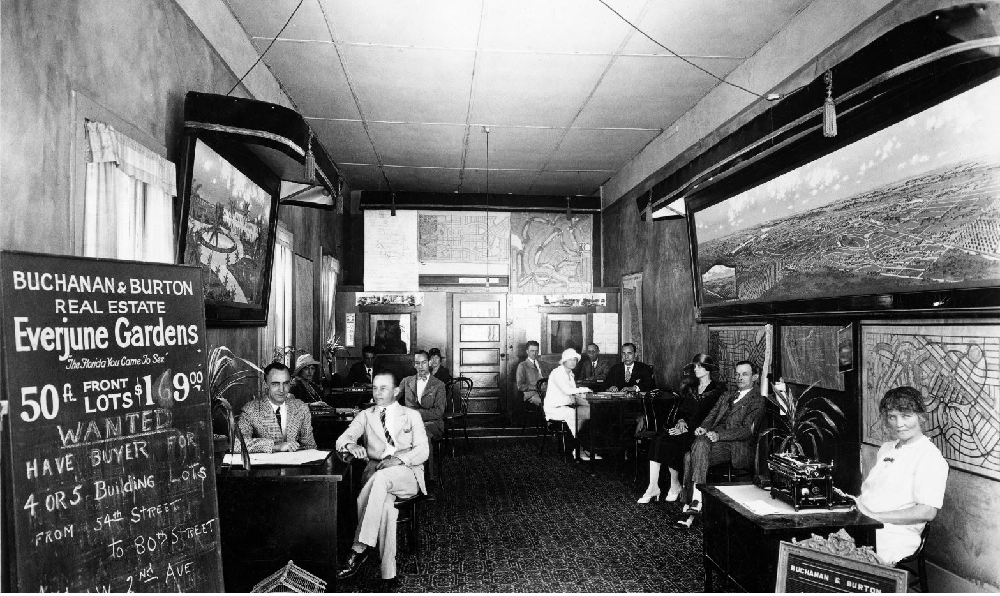 BUCHANAN & BURTON
REAL ESTATE
Everjune Gardens
"The Florida You Came To See"
50 ft. FRONT LOTS $169.00
WANTED
HAVE BUYER FOR
4 OR 5 Building Lots
FROM 54th STREET
to 80th STREET
2nd AVE
I C BURTON
BUCHANAN & BURTON